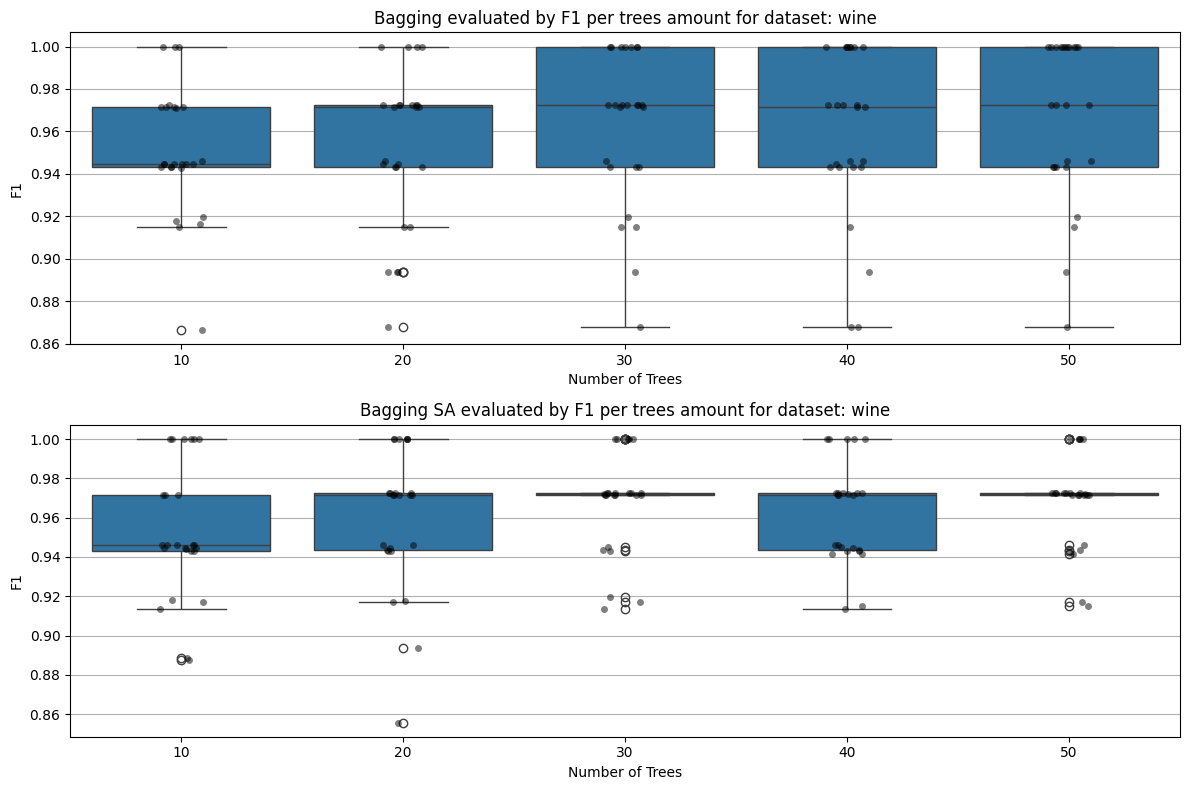 Bagging evaluated by F1 per trees amount for dataset: wine
1.00
0.98
0.96
0.94
0.92
0.90
0.88
0.86
F1
10 20 30 40 50
Number of Trees
Bagging SA evaluated by F1 per trees amount for dataset: wine
1.00
0.98
0.96
0.94
0.92
0.90
0.88
0.86
F1
10 20 30 40 50
Number of Trees